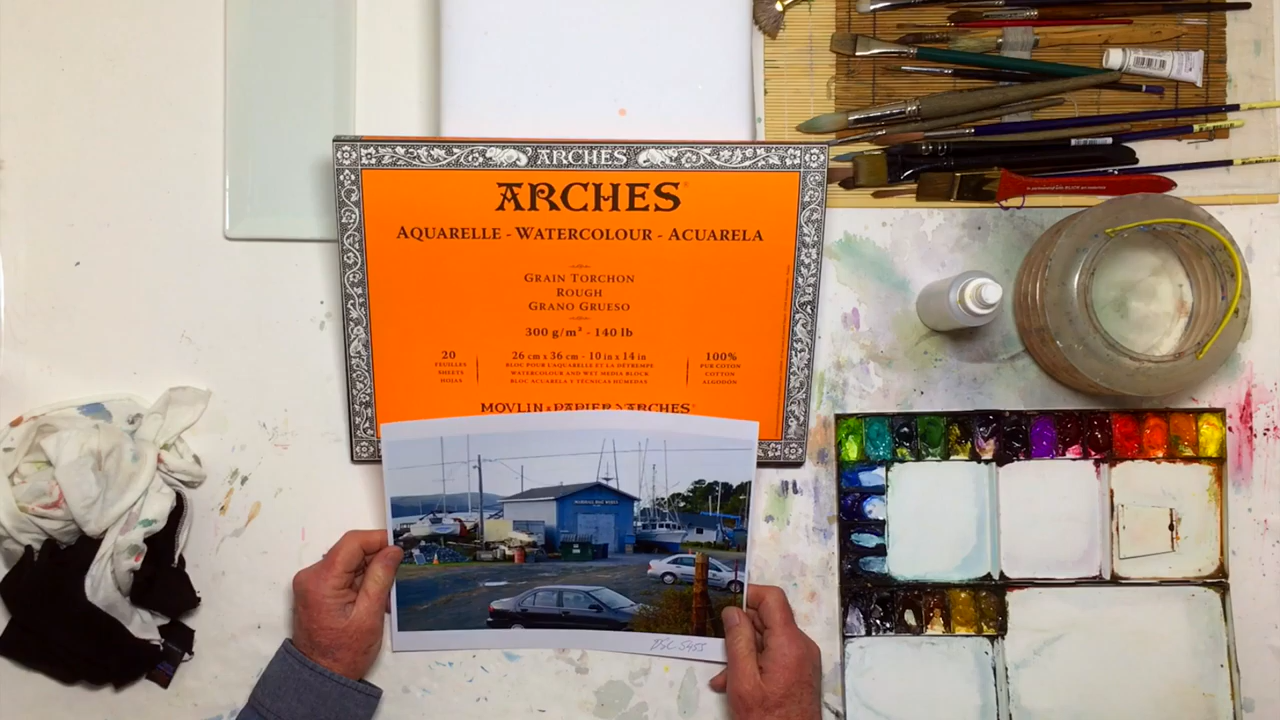 ARCHES
ARCHES
AQUARELLE - WATERCOLOUR - ACUARELA
GRAIN TORCHON
ROUGH
GRANO GRUESO
300 g/m² - 140 lb
20
FEUILLES
SHEETS
HOJAS
26 cm x 36 cm - 10 in x 14 in
BLOC POUR L'AQUARELLE ET LA DÉTREMPE
WATERCOLOUR AND WET MEDIA BLOCK
BLOC ACUARELA Y TÉCNICAS HÚMEDAS
100%
PUR COTON
COTTON
ALGODÓN
MOVLIN PAPIER ARCHES
DSC 5455